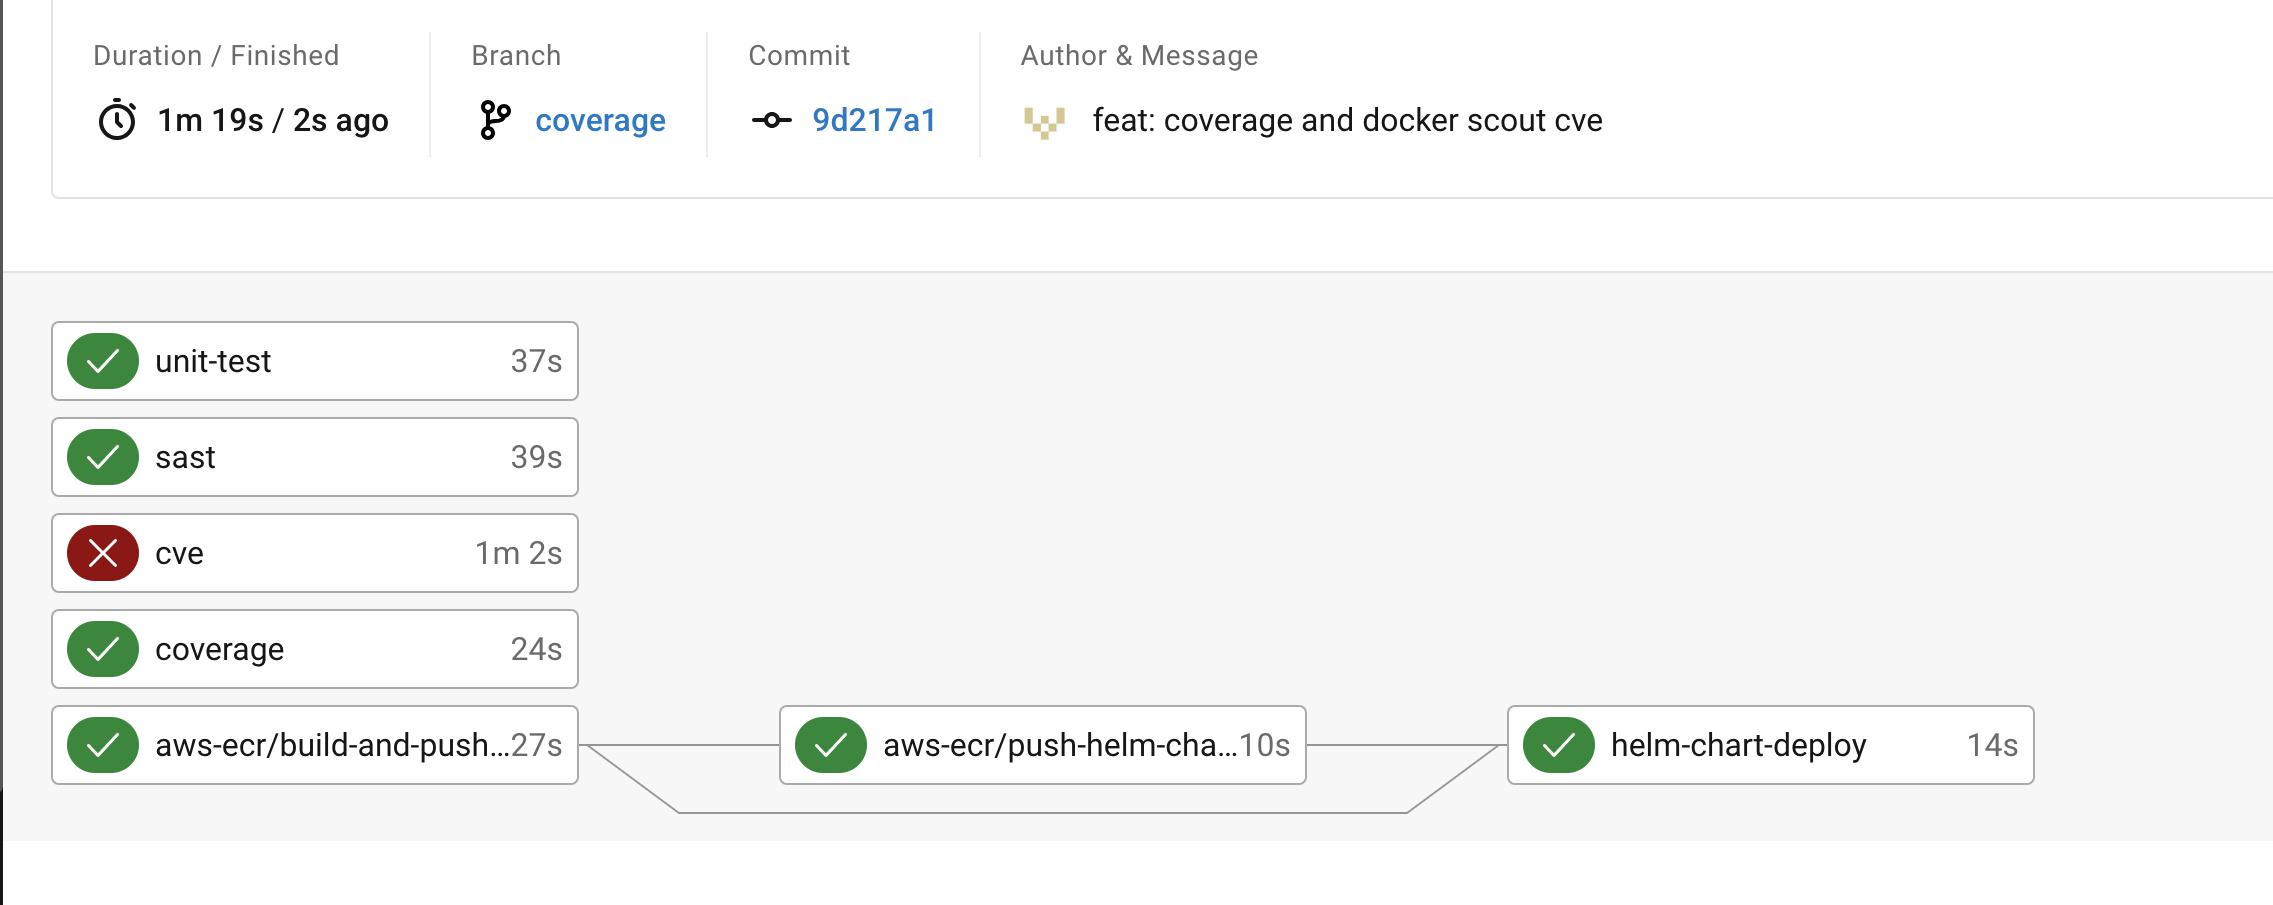 Duration / Finished
1m 19s / 2s ago
Branch
coverage
Commit
9d217a1
Author & Message
feat: coverage and docker scout cve
unit-test 37s
sast 39s
cve 1m 2s
coverage 24s
aws-ecr/build-and-push...27s
aws-ecr/push-helm-cha...10s
helm-chart-deploy 14s